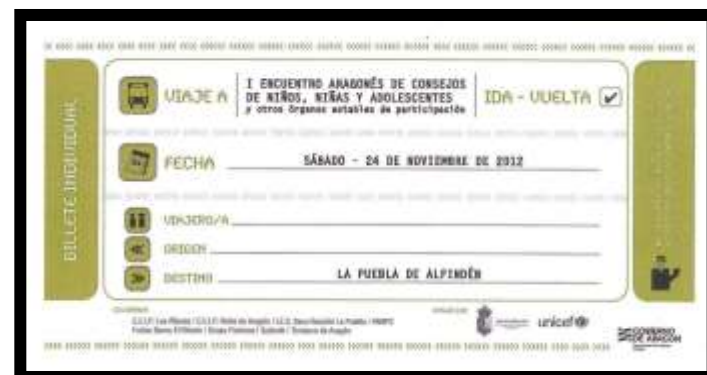 BILLETE INDIVIDUAL
VIAJE A
I ENCUENTRO ARAGONÉS DE CONSEJOS
DE NIÑOS, NIÑAS Y ADOLESCENTES
y otros órganos estables de participación
IDA - VUELTA
FECHA
SÁBADO - 24 DE NOVIEMBRE DE 2012
VIAJERO/A
ORIGEN
DESTINO
LA PUEBLA DE ALFINDÉN
unicef
GOBIERNO
DE ARAGON